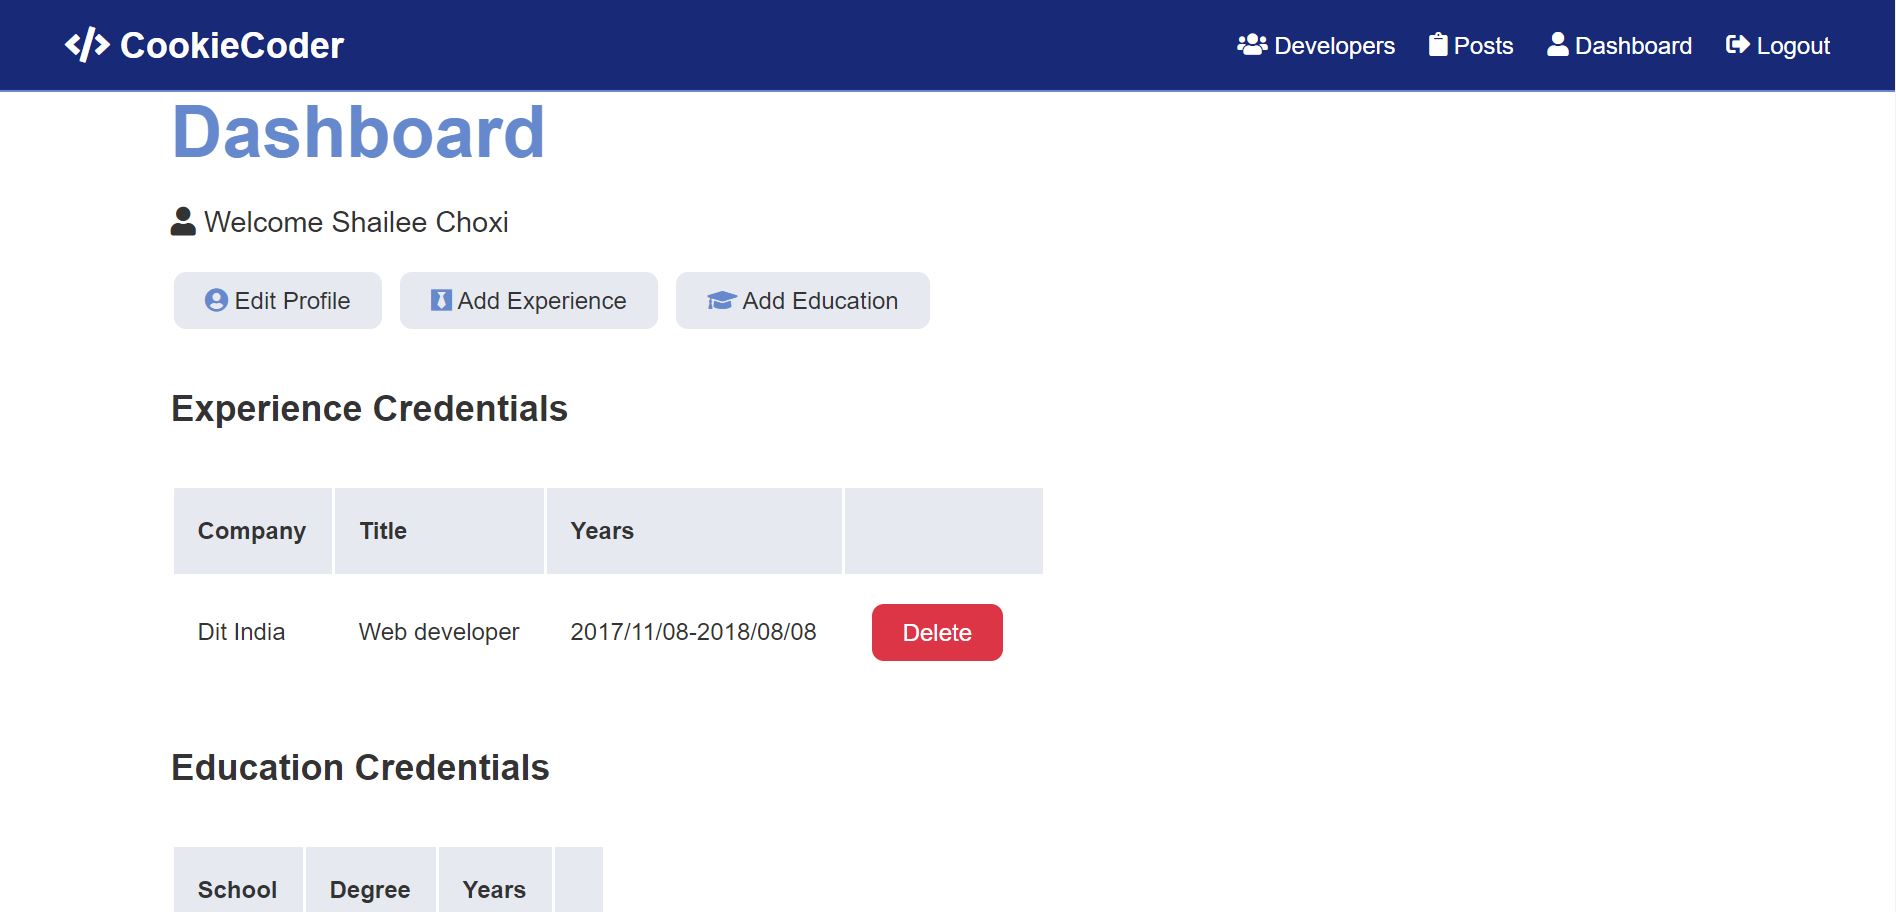 CookieCoder Developers Posts Dashboard Logout
Dashboard
Welcome Shailee Choxi
Edit Profile Add Experience Add Education
Experience Credentials
Company Title Years
Dit India Web developer 2017/11/08-2018/08/08 Delete
Education Credentials
School Degree Years